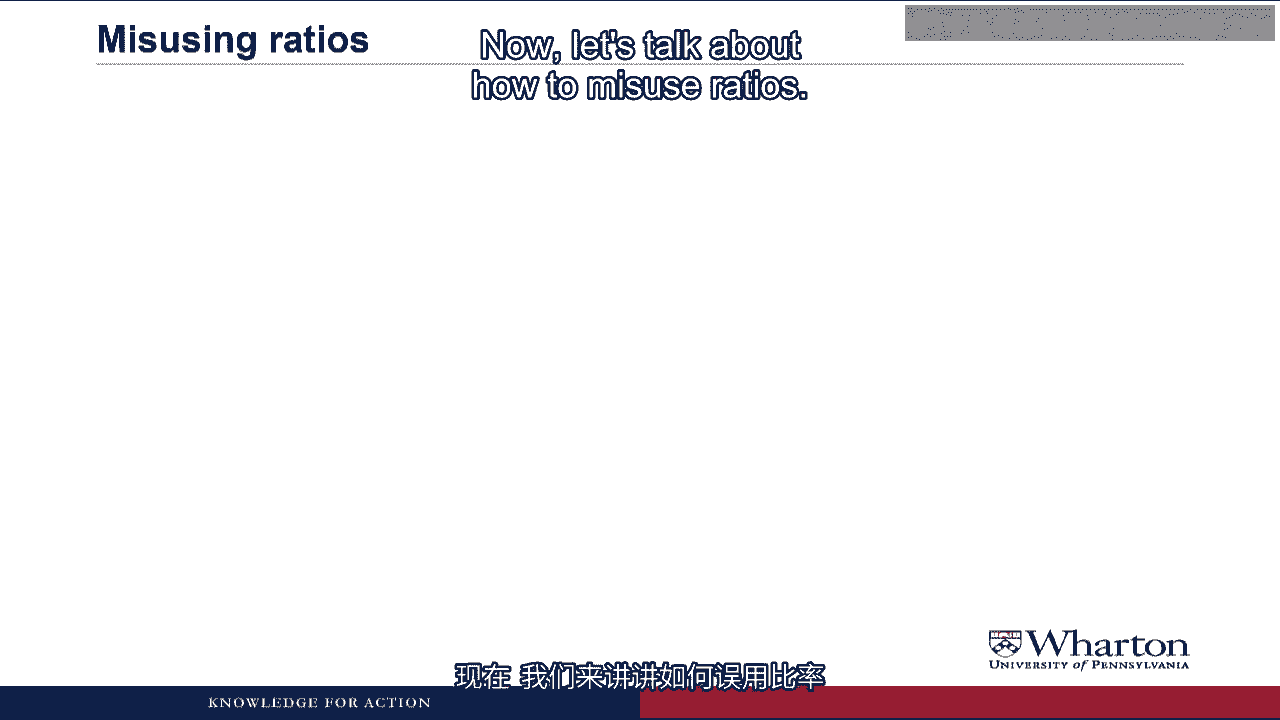 Misusing ratios
Now, let's talk about
how to misuse ratios.
Wharton
UNIVERSITY of PENNSYLVANIA
现在 我们来讲讲如何误用比率
KNOWLEDGE FOR ACTION